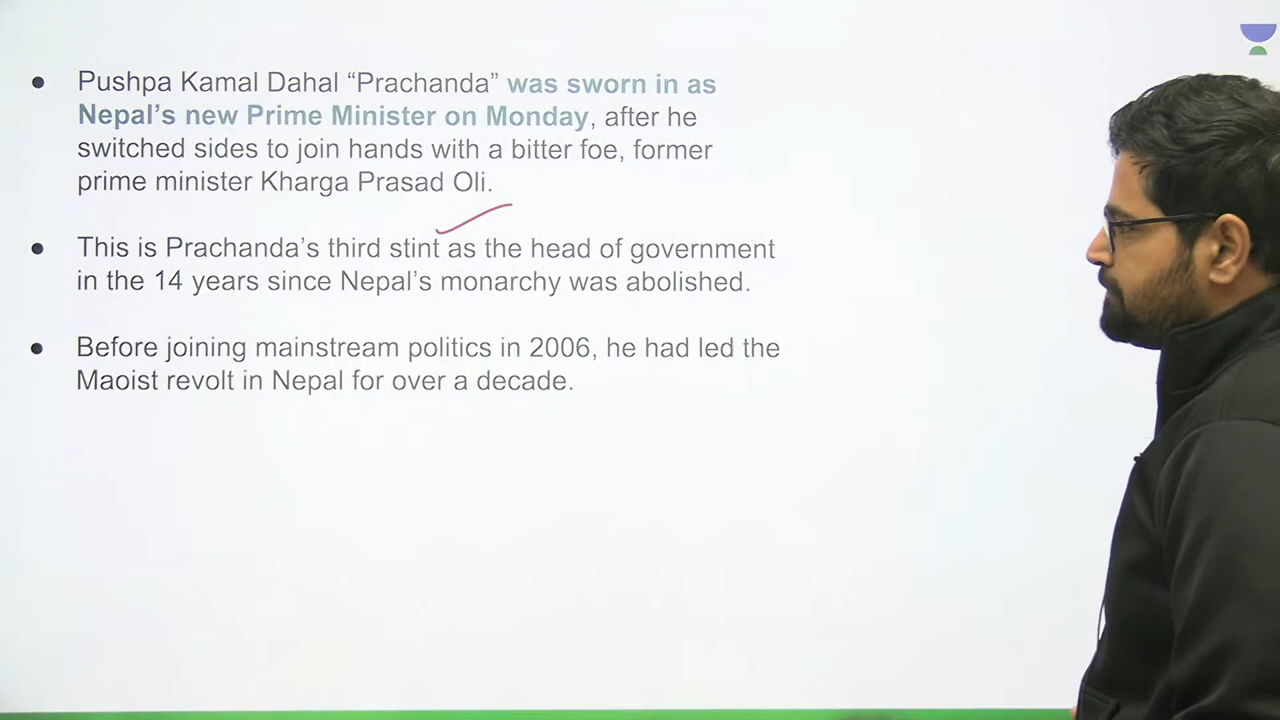 ● Pushpa Kamal Dahal “Prachanda” was sworn in as
Nepal’s new Prime Minister on Monday, after he
switched sides to join hands with a bitter foe, former
prime minister Kharga Prasad Oli.
● This is Prachanda’s third stint as the head of government
in the 14 years since Nepal’s monarchy was abolished.
● Before joining mainstream politics in 2006, he had led the
Maoist revolt in Nepal for over a decade.